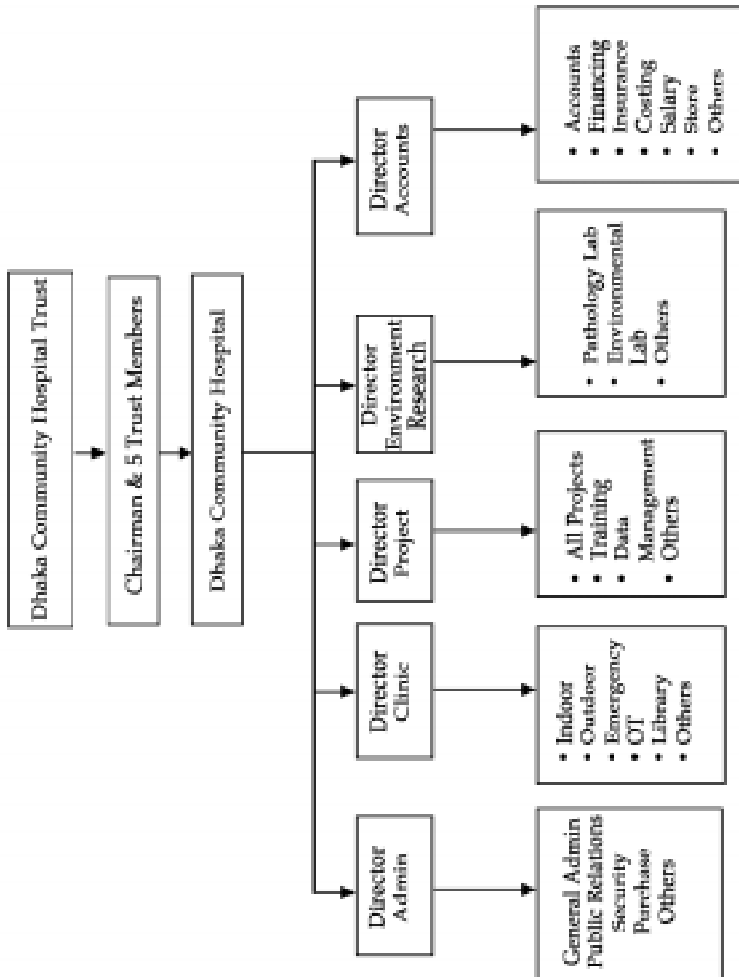 Dhaka Community Hospital Trust
Chairman & 5 Trust Members
Dhaka Community Hospital
Director
Admin
Director
Clinic
Director
Project
Director
Environment
Research
Director
Accounts
General Admin
Public Relations
Security
Purchase
Others
• Indoor
• Outdoor
• Emergency
• OT
• Library
• Others
• All Projects
• Training
• Data
Management
• Others
• Pathology Lab
• Environmental
Lab
• Others
• Accounts
• Financing
• Insurance
• Costing
• Salary
• Store
• Others